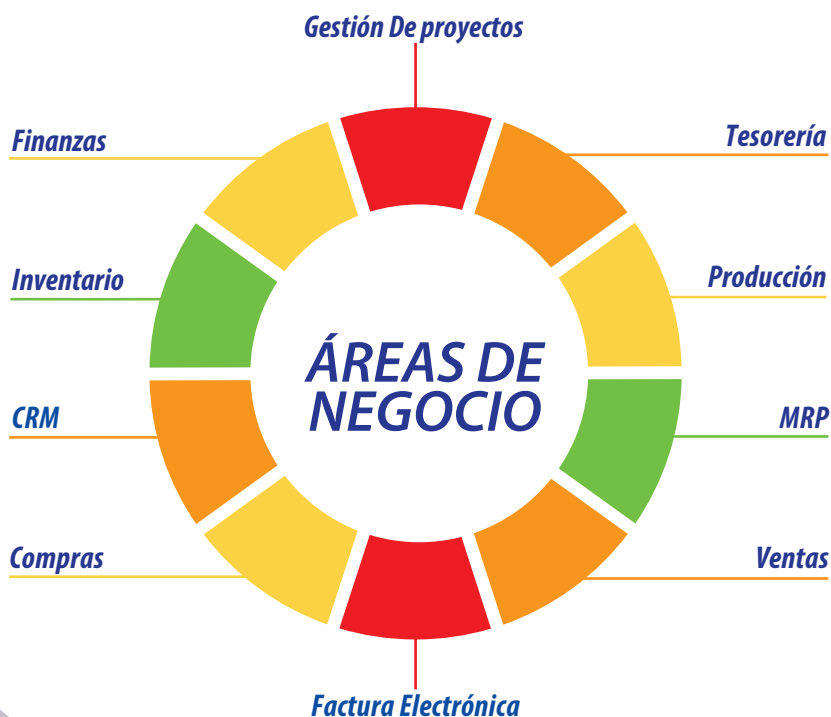 Gestión De proyectos
Finanzas
Tesorería
Inventario
Producción
ÁREAS DE
NEGOCIO
CRM
MRP
Compras
Ventas
Factura Electrónica